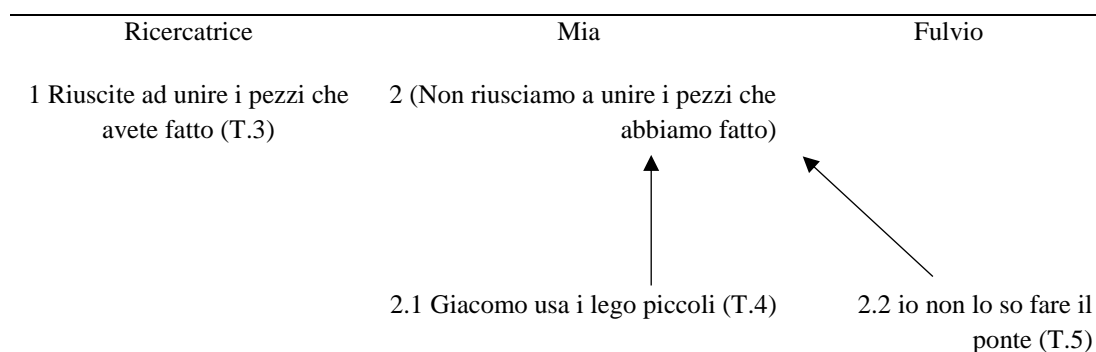 Ricercatrice Mia Fulvio
1 Riuscite ad unire i pezzi che
avete fatto (T.3)
2 (Non riusciamo a unire i pezzi che
abbiamo fatto)
2.1 Giacomo usa i lego piccoli (T.4)
2.2 io non lo so fare il
ponte (T.5)